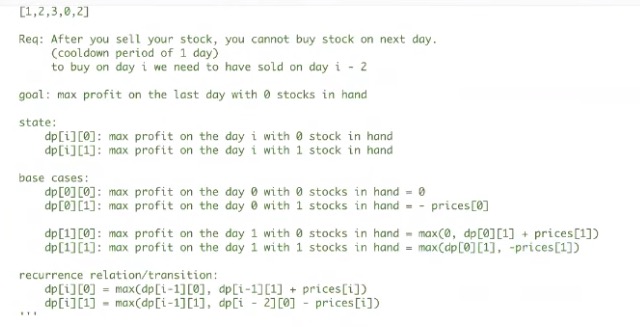 [1,2,3,0,2]
Req: After you sell your stock, you cannot buy stock on next day.
(cooldown period of 1 day)
to buy on day i we need to have sold on day i - 2
goal: max profit on the last day with 0 stocks in hand
state:
dp[i][0]: max profit on the day i with 0 stock in hand
dp[i][1]: max profit on the day i with 1 stock in hand
base cases:
dp[0][0]: max profit on the day 0 with 0 stocks in hand = 0
dp[0][1]: max profit on the day 0 with 1 stocks in hand = - prices[0]
dp[1][0]: max profit on the day 1 with 0 stocks in hand = max(0, dp[0][1] + prices[1])
dp[1][1]: max profit on the day 1 with 1 stocks in hand = max(dp[0][1], -prices[1])
recurrence relation/transition:
dp[i][0] = max(dp[i-1][0], dp[i-1][1] + prices[i])
dp[i][1] = max(dp[i-1][1], dp[i - 2][0] - prices[i])
'''